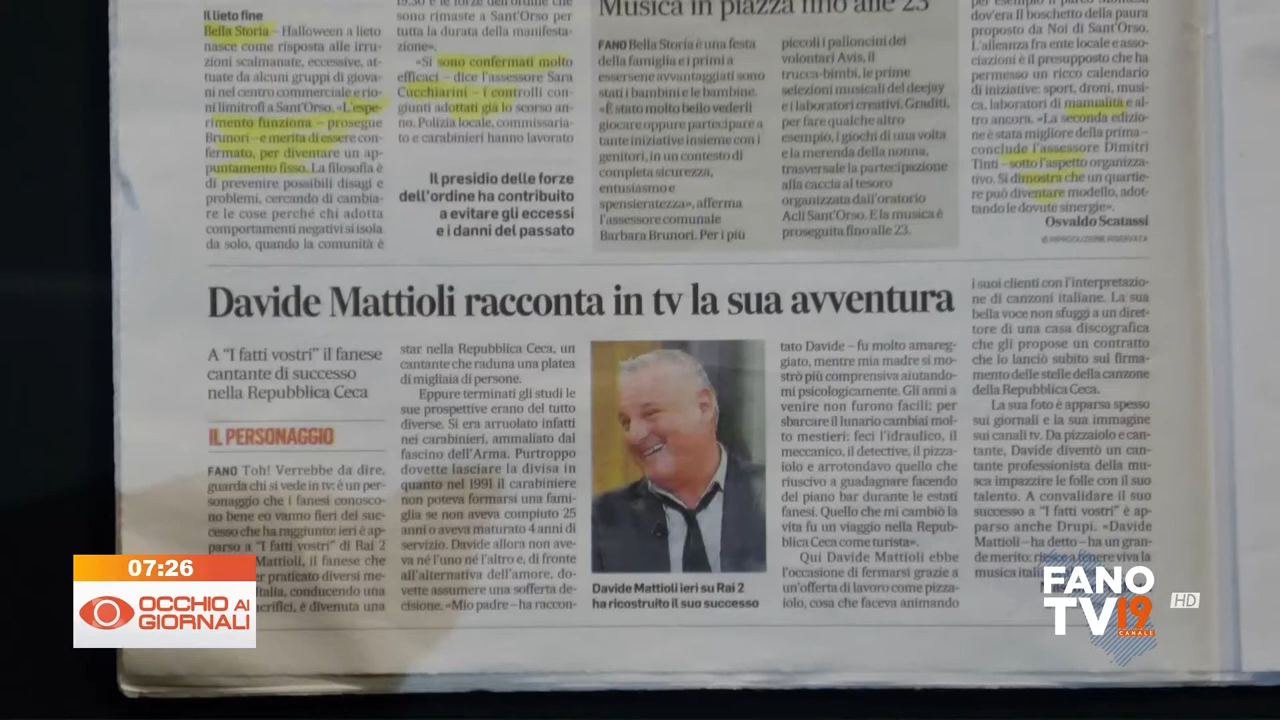 Il lieto fine
Bella Storia – Halloween a lieto
nasce come risposta alle irru-
zioni scalmanate, eccessive, at-
tuate da alcuni gruppi di giova-
ni nel centro commerciale e rio-
ni limitrofi a Sant'Orso. «L'espe-
rimento funziona – prosegue
Brunori – e merita di essere con-
fermato, per diventare un ap-
puntamento fisso. La filosofia è
di prevenire possibili disagi e
problemi, cercando di cambia-
re le cose perché chi adotta
comportamenti negativi si isola
da solo, quando la comunità è
19.30 e le forze dell'ordine che
sono rimaste a Sant'Orso per
tutta la durata della manifesta-
zione».
«Si sono confermati molto
efficaci – dice l'assessore Sara
Cucchiarini – i controlli con-
giunti adottati già lo scorso an-
no. Polizia locale, commissaria-
to e carabinieri hanno lavorato
Il presidio delle forze
dell'ordine ha contribuito
a evitare gli eccessi
e i danni del passato
Musica in piazza fino alle 23
FANO Bella Storia è una festa
della famiglia e i primi a
essersene avvantaggiati sono
stati i bambini e le bambine.
«È stato molto bello vederli
giocare oppure partecipare a
tante iniziative insieme con i
genitori, in un contesto di
completa sicurezza,
entusiasmo e
spensieratezza», afferma
l'assessore comunale
Barbara Brunori. Per i più
piccoli i palloncini dei
volontari Avis, il
trucca-bimbi, le prime
selezioni musicali del deejay
e i laboratori creativi. Graditi,
per fare qualche altro
esempio, i giochi di una volta
e la merenda della nonna,
trasversale la partecipazione
alla caccia al tesoro
organizzata dall'oratorio
Acli Sant'Orso. E la musica è
proseguita fino alle 23.
dov'era Il boschetto della paura
proposto da Noi di Sant'Orso.
L'alleanza fra ente locale e asso-
ciazioni è il presupposto che ha
permesso un ricco calendario
di iniziative: sport, droni, musi-
ca, laboratori di manualità e al-
tro ancora. «La seconda edizio-
ne è stata migliore della prima –
conclude l'assessore Dimitri
Tinti – sotto l'aspetto organizza-
tivo. Si dimostra che un quartie-
re può diventare modello, adot-
tando le dovute sinergie».
Osvaldo Scatassi
© RIPRODUZIONE RISERVATA
Davide Mattioli racconta in tv la sua avventura
A "I fatti vostri" il fanese
cantante di successo
nella Repubblica Ceca
IL PERSONAGGIO
FANO Toh! Verrebbe da dire,
guarda chi si vede in tv: è un per-
sonaggio che i fanesi conosco-
no bene eo vanno fieri del suc-
cesso che ha raggiunto: ieri è ap-
parso a "I fatti vostri" di Rai 2
Mattioli, il fanese che
er praticato diversi me-
Italia, conducendo una
acrifici, è divenuta una
star nella Repubblica Ceca, un
cantante che raduna una platea
di migliaia di persone.
Eppure terminati gli studi le
sue prospettive erano del tutto
diverse. Si era arruolato infatti
nei carabinieri, ammaliato dal
fascino dell'Arma. Purtroppo
dovette lasciare la divisa in
quanto nel 1991 il carabiniere
non poteva formarsi una fami-
glia se non aveva compiuto 25
anni o aveva maturato 4 anni di
servizio. Davide allora non ave-
va né l'uno né l'altro e, di fronte
all'alternativa dell'amore, do-
vette assumere una sofferta de-
cisione. «Mio padre – ha raccon-
Davide Mattioli ieri su Rai 2
ha ricostruito il suo successo
tato Davide – fu molto amareg-
giato, mentre mia madre si mo-
strò più comprensiva aiutando-
mi psicologicamente. Gli anni a
venire non furono facili; per
sbarcare il lunario cambiai mol-
to mestieri: feci l'idraulico, il
meccanico, il detective, il pizza-
iolo e arrotondavo quello che
riuscivo a guadagnare facendo
del piano bar durante le estati
fanesi. Quello che mi cambiò la
vita fu un viaggio nella Repub-
blica Ceca come turista».
Qui Davide Mattioli ebbe
l'occasione di fermarsi grazie a
un'offerta di lavoro come pizza-
iolo, cosa che faceva animando
i suoi clienti con l'interpretazio-
ne di canzoni italiane. La sua
bella voce non sfuggì a un diret-
tore di una casa discografica
che gli propose un contratto
che lo lanciò subito sul firma-
mento delle stelle della canzone
della Repubblica Ceca.
La sua foto è apparsa spesso
sui giornali e la sua immagine
sui canali tv. Da pizzaiolo e can-
tante, Davide diventò un can-
tante professionista della mu-
sca impazzire le folle con il suo
talento. A convalidare il suo
successo a "I fatti vostri" è ap-
parso anche Drupi. «Davide
Mattioli – ha detto – ha un gran-
de merito: riesce a tenere viva la
musica itali
07:26
OCCHIO AI
GIORNALI
FANO
TV19
CANALE
HD